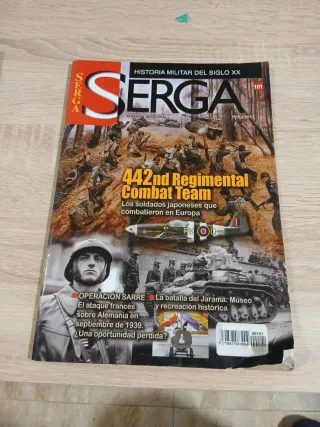 HISTORIA MILITAR DEL SIGLO XX
SERGA
SERGA
101
442nd Regimental
Combat Team
Los soldados japoneses que
combatieron en Europa
OPERACION SARRE
El ataque francés
sobre Alemania en
septiembre de 1939.
¿Una oportunidad perdida?
La batalla del Jarama: Museo
y recreación histórica
00101